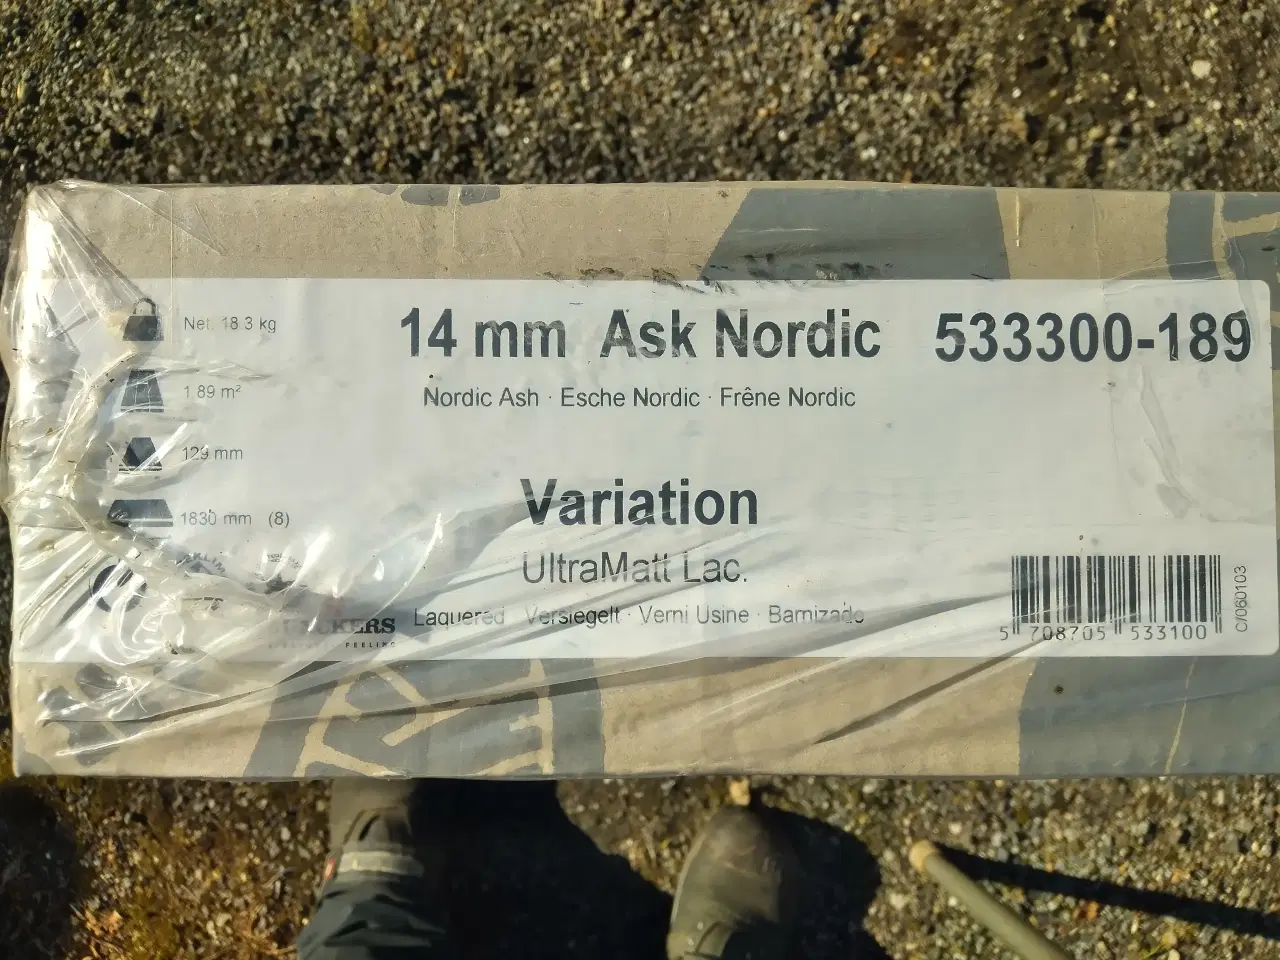 Net. 18.3 kg
14 mm Ask Nordic 533300-189
1.89 m²
Nordic Ash · Esche Nordic · Frêne Nordic
129 mm
Variation
1830 mm (8)
UltraMatt Lac.
Laquered · Versiegelt · Verni Usine · Barnizado
FEELING
5 708705 533100
C/060103